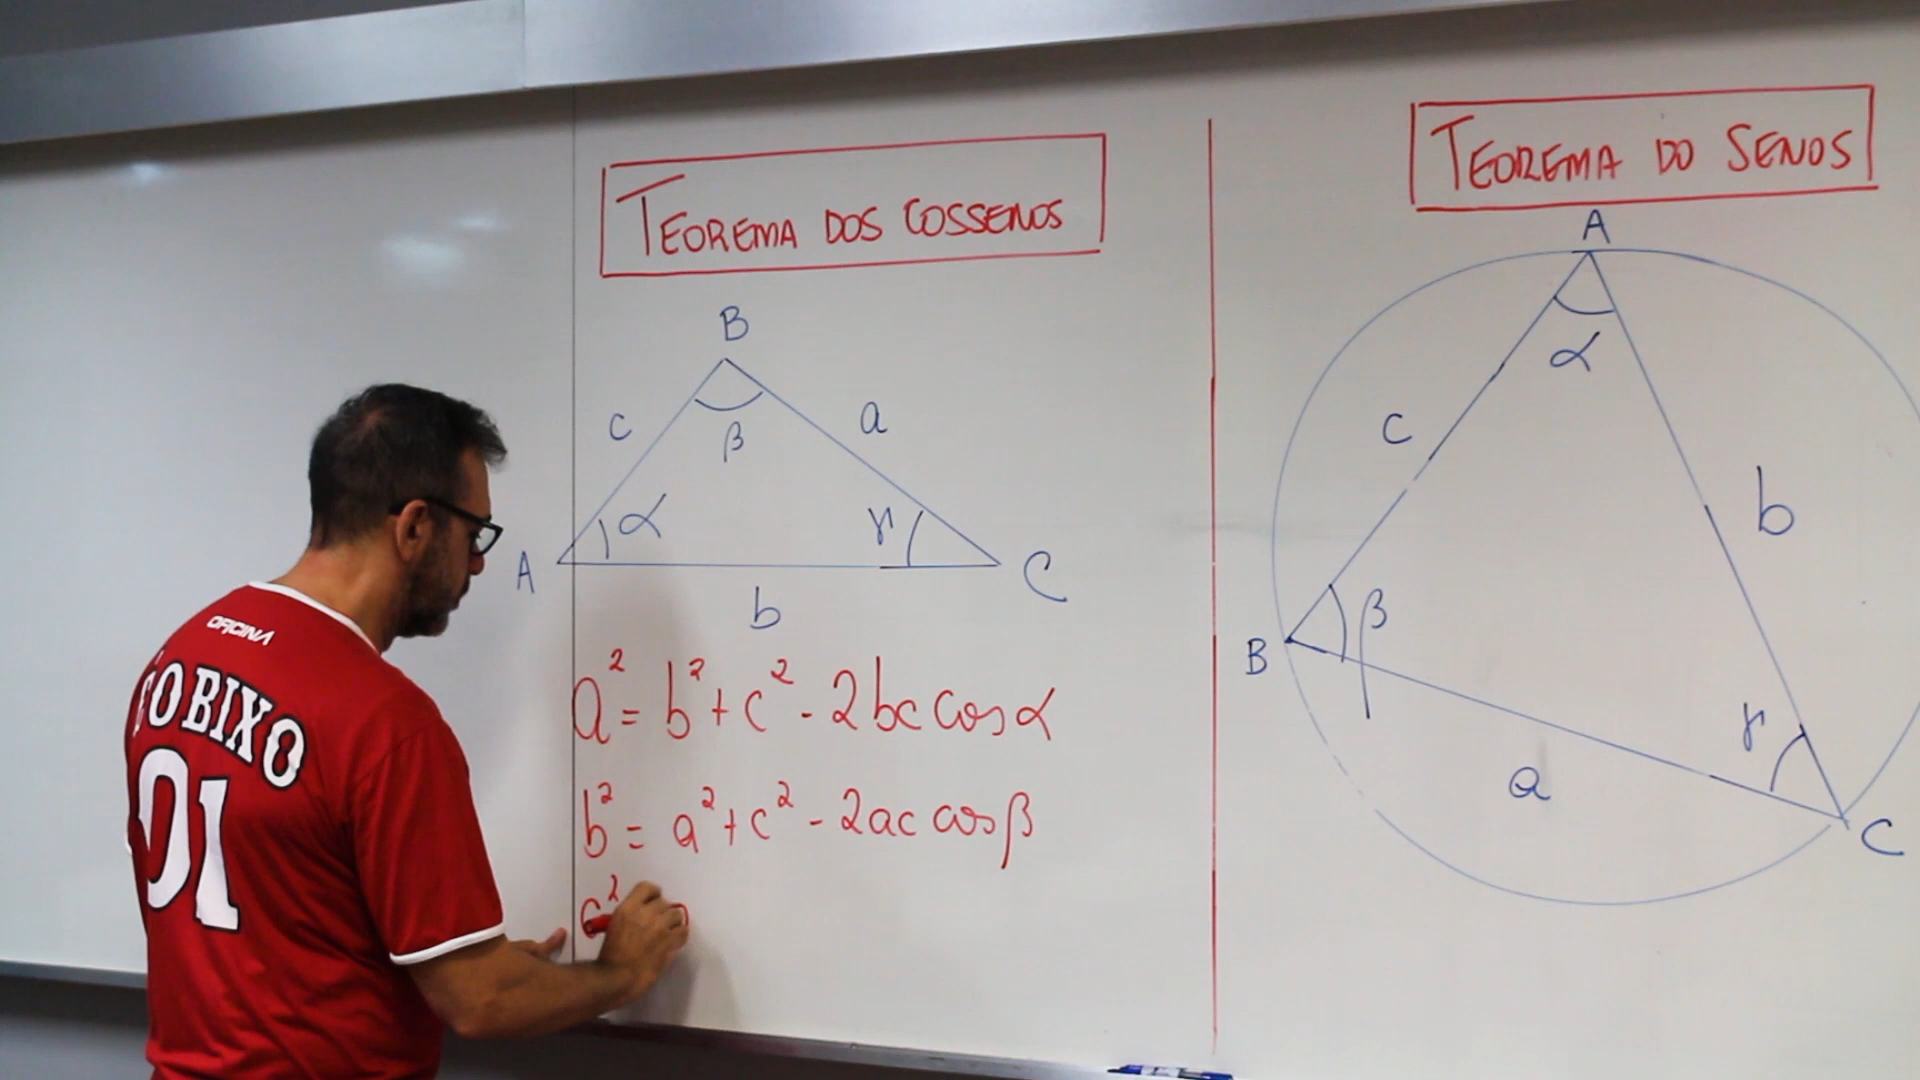 TEOREMA DOS COSSENOS
B
c
a
β
α
γ
A
C
b
a² = b² + c² - 2bc cos α
b² = a² + c² - 2ac cos β
c²
TEOREMA DO SENOS
A
α
c
b
β
B
γ
a
C
OFICINA
OBIXO
01